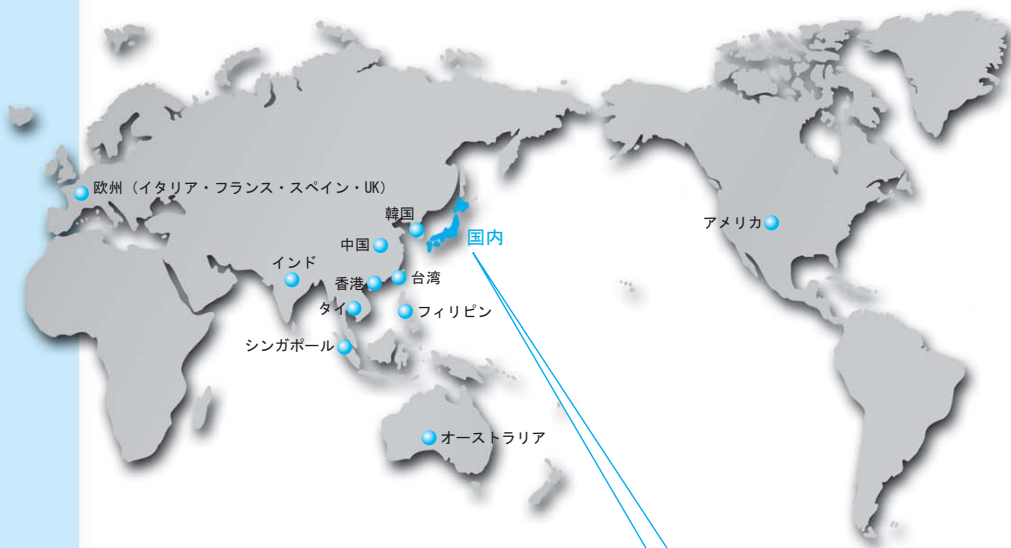 欧州（イタリア・フランス・スペイン・UK）
韓国
アメリカ
国内
中国
インド
香港
台湾
タイ
フィリピン
シンガポール
オーストラリア